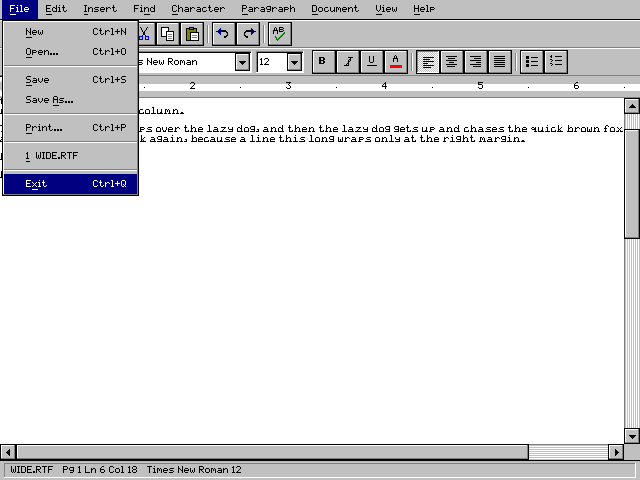 File Edit Insert Find Character Paragraph Document View Help
New Ctrl+N
Open... Ctrl+O
Save Ctrl+S
Save As...
Print... Ctrl+P
1 WIDE.RTF
Exit Ctrl+Q
s New Roman 12 B I U A
2 3 4 5 6
column.
ps over the lazy dog, and then the lazy dog gets up and chases the quick brown fox
k again, because a line this long wraps only at the right margin.
WIDE.RTF Pg 1 Ln 6 Col 18 Times New Roman 12